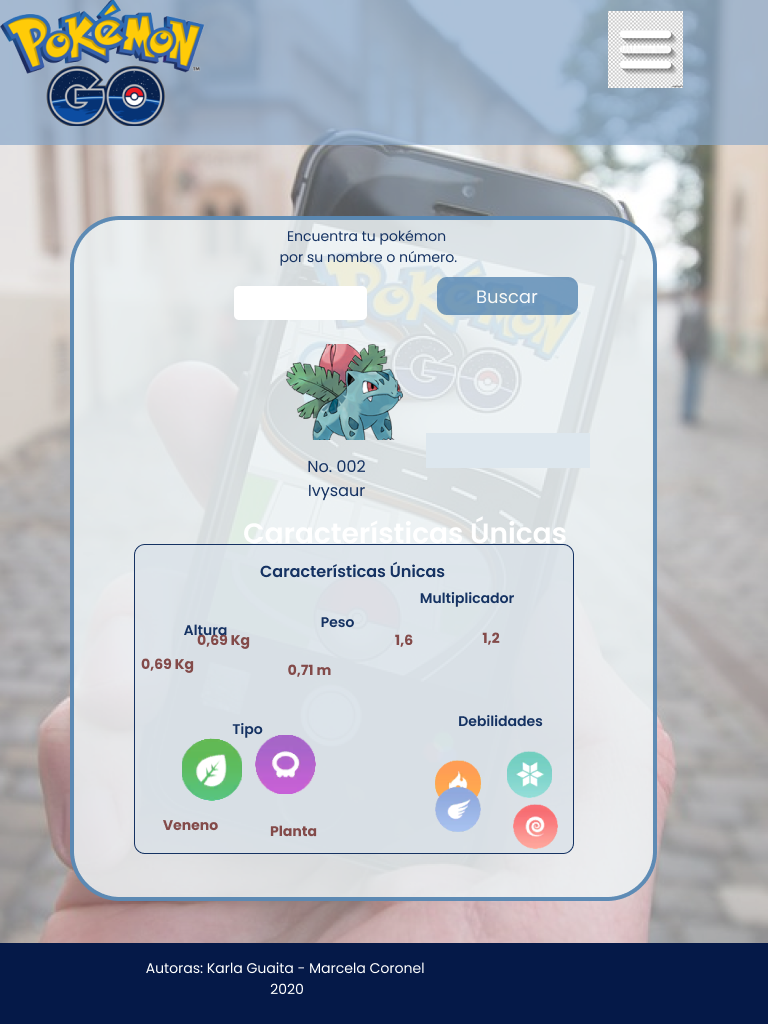 POKÉMON
GO
Encuentra tu pokémon
por su nombre o número.
Buscar
POKÉMON
GO
No. 002
Ivysaur
Características Únicas
Características Únicas
Multiplicador
Peso
Altura
0,69 Kg
1,6
1,2
0,69 Kg
0,71 m
Debilidades
Tipo
Veneno
Planta
Autoras: Karla Guaita - Marcela Coronel
2020